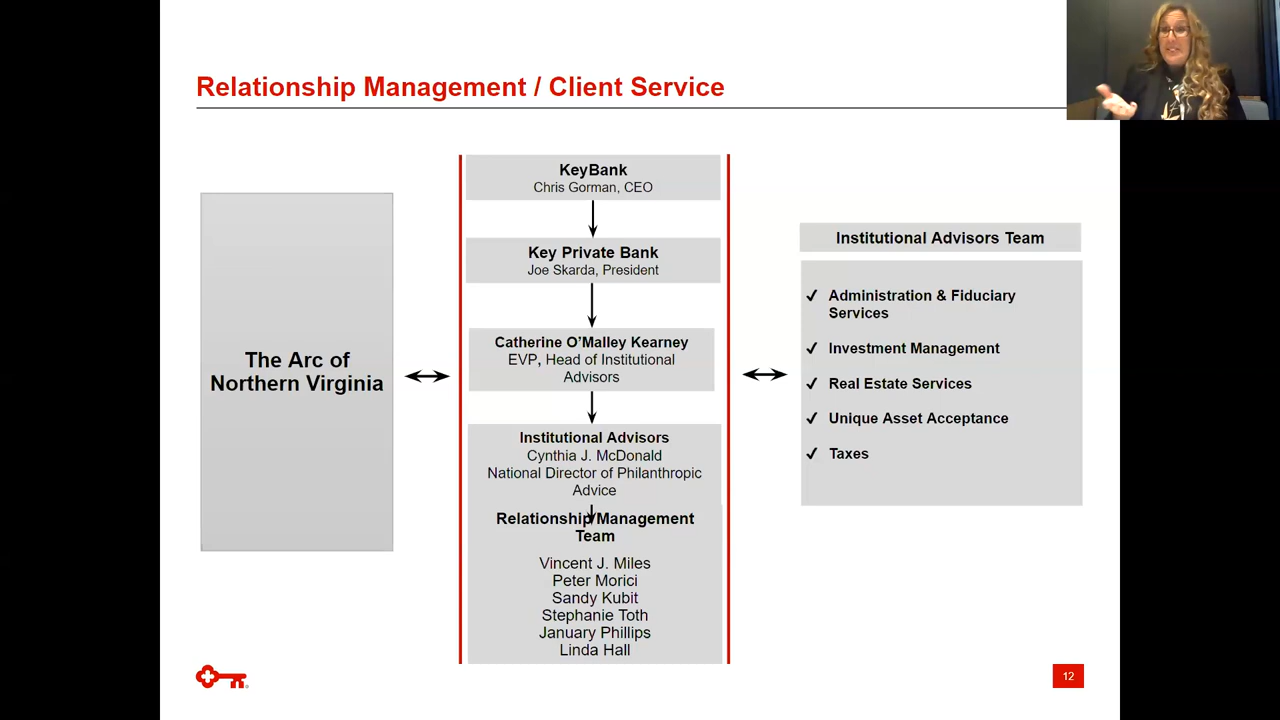 Relationship Management / Client Service
The Arc of
Northern Virginia
KeyBank
Chris Gorman, CEO
Key Private Bank
Joe Skarda, President
Catherine O’Malley Kearney
EVP, Head of Institutional
Advisors
Institutional Advisors
Cynthia J. McDonald
National Director of Philanthropic
Advice
Relationship Management
Team
Vincent J. Miles
Peter Morici
Sandy Kubit
Stephanie Toth
January Phillips
Linda Hall
Institutional Advisors Team
✓ Administration & Fiduciary
Services
✓ Investment Management
✓ Real Estate Services
✓ Unique Asset Acceptance
✓ Taxes
12